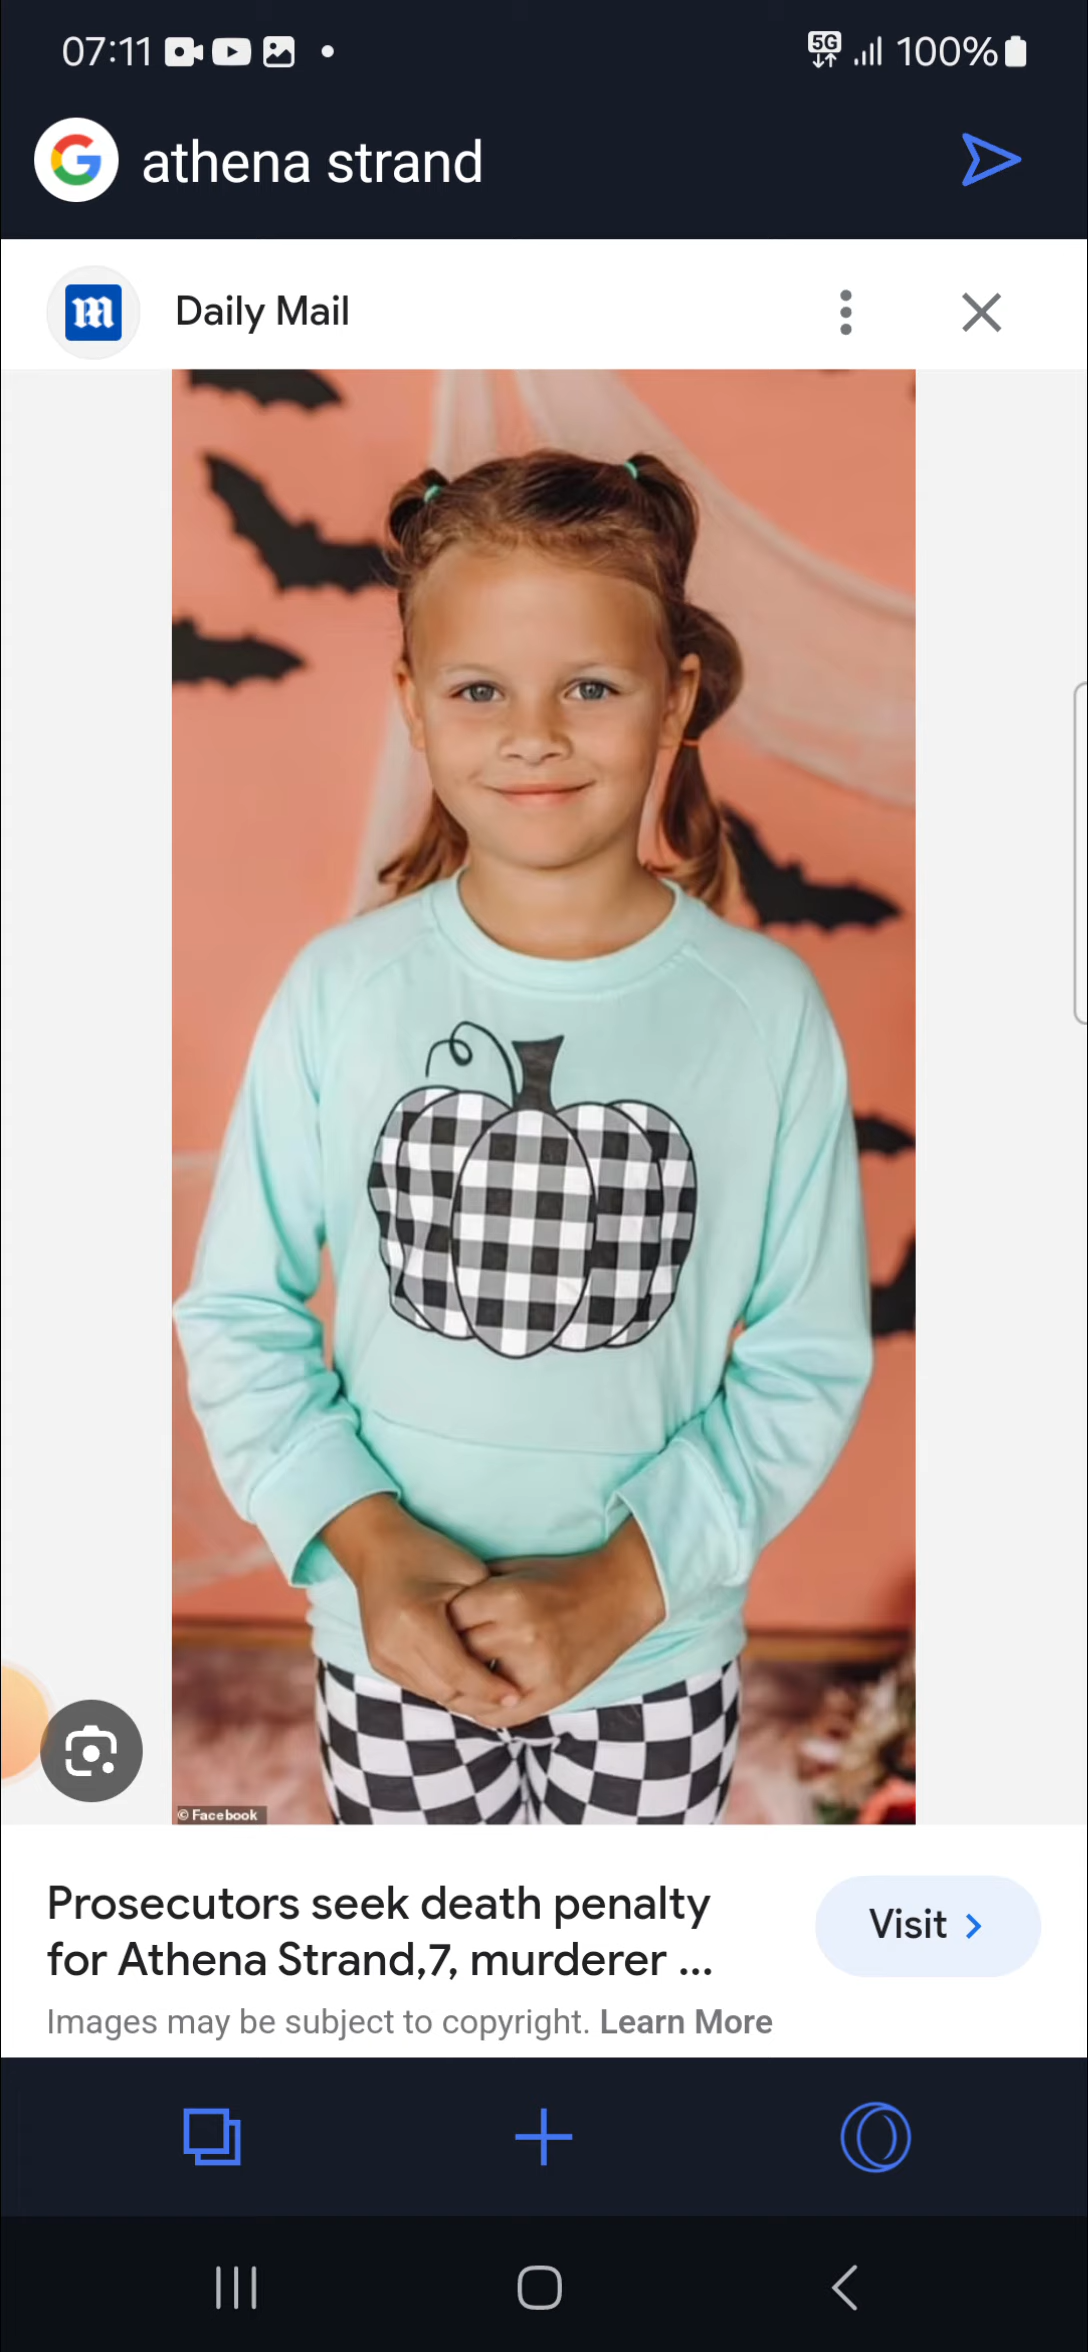 07:11
5G
100%
G athena strand
m Daily Mail
© Facebook
Prosecutors seek death penalty
for Athena Strand,7, murderer ...
Visit
Images may be subject to copyright. Learn More